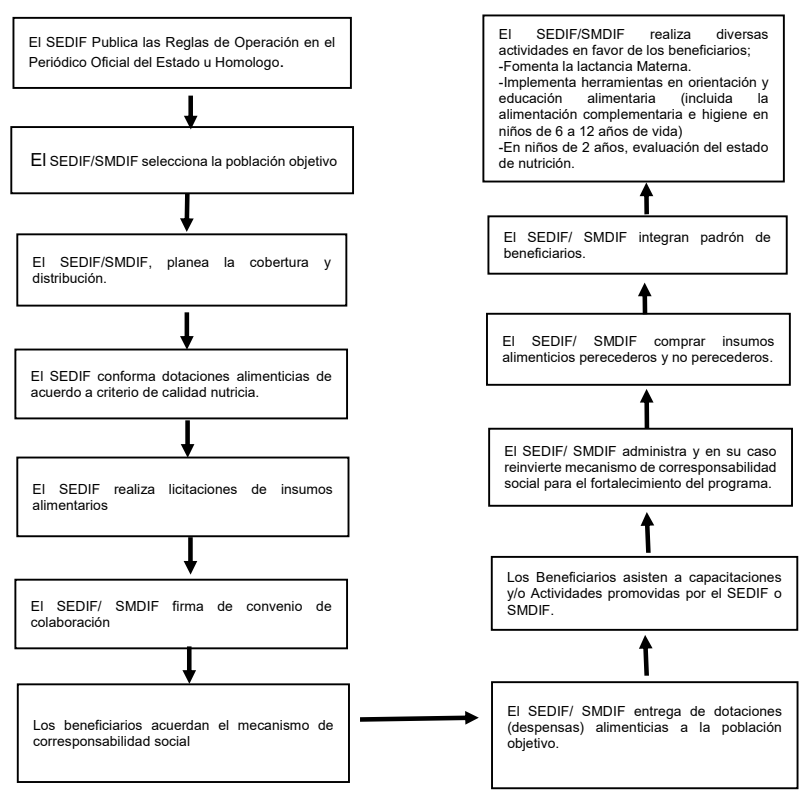 El SEDIF Publica las Reglas de Operación en el
Periódico Oficial del Estado u Homologo.
El SEDIF/SMDIF selecciona la población objetivo
El SEDIF/SMDIF, planea la cobertura y
distribución.
El SEDIF conforma dotaciones alimenticias de
acuerdo a criterio de calidad nutricia.
El SEDIF realiza licitaciones de insumos
alimentarios
El SEDIF/ SMDIF firma de convenio de
colaboración
Los beneficiarios acuerdan el mecanismo de
corresponsabilidad social
El SEDIF/ SMDIF entrega de dotaciones
(despensas) alimenticias a la población
objetivo.
Los Beneficiarios asisten a capacitaciones
y/o Actividades promovidas por el SEDIF o
SMDIF.
El SEDIF/ SMDIF administra y en su caso
reinvierte mecanismo de corresponsabilidad
social para el fortalecimiento del programa.
El SEDIF/ SMDIF comprar insumos
alimenticios perecederos y no perecederos.
El SEDIF/ SMDIF integran padrón de
beneficiarios.
El SEDIF/SMDIF realiza diversas
actividades en favor de los beneficiarios;
-Fomenta la lactancia Materna.
-Implementa herramientas en orientación y
educación alimentaria (incluida la
alimentación complementaria e higiene en
niños de 6 a 12 años de vida)
-En niños de 2 años, evaluación del estado
de nutrición.